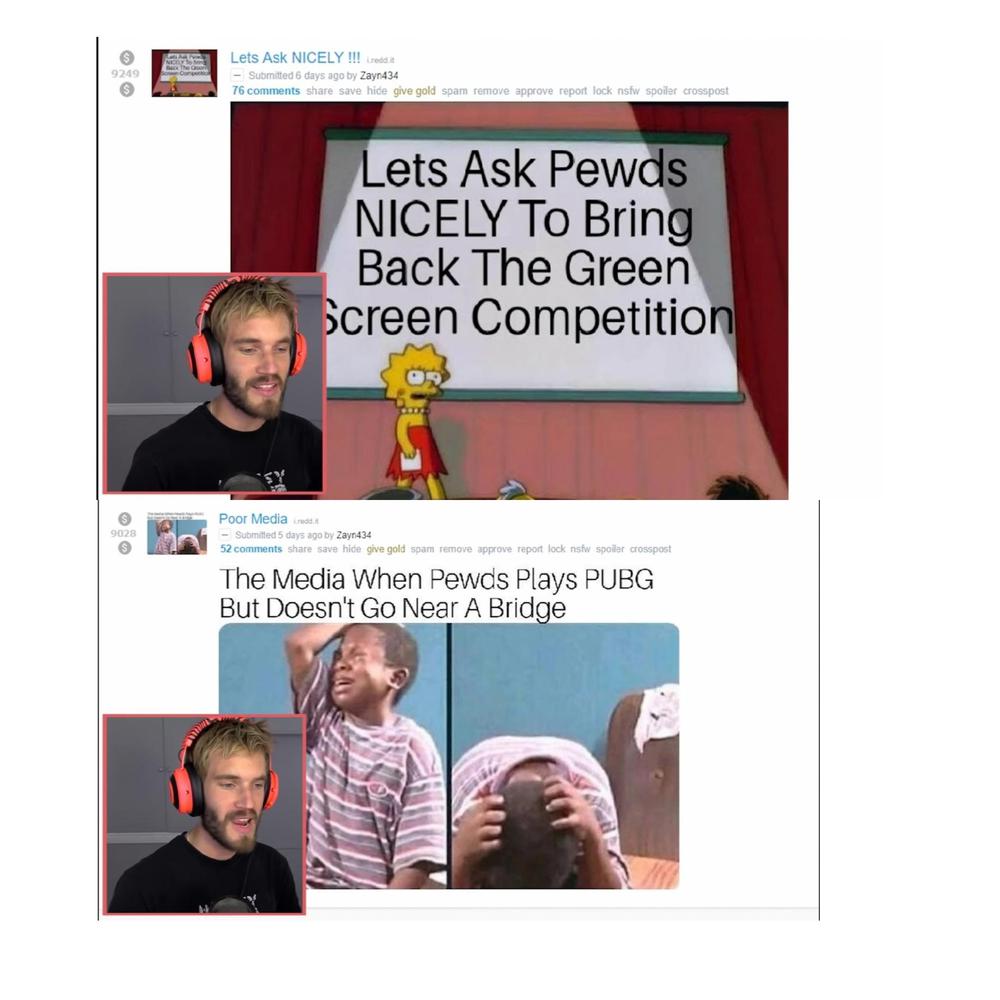 Lets Ask NICELY !!! i.redd.it
9249
Submitted 6 days ago by Zayn434
76 comments share save hide give gold spam remove approve report lock nsfw spoiler crosspost
Lets Ask Pewds
NICELY To Bring
Back The Green
Screen Competition
Poor Media i.redd.it
9028
Submitted 5 days ago by Zayn434
52 comments share save hide give gold spam remove approve report lock nsfw spoiler crosspost
The Media When Pewds Plays PUBG
But Doesn't Go Near A Bridge